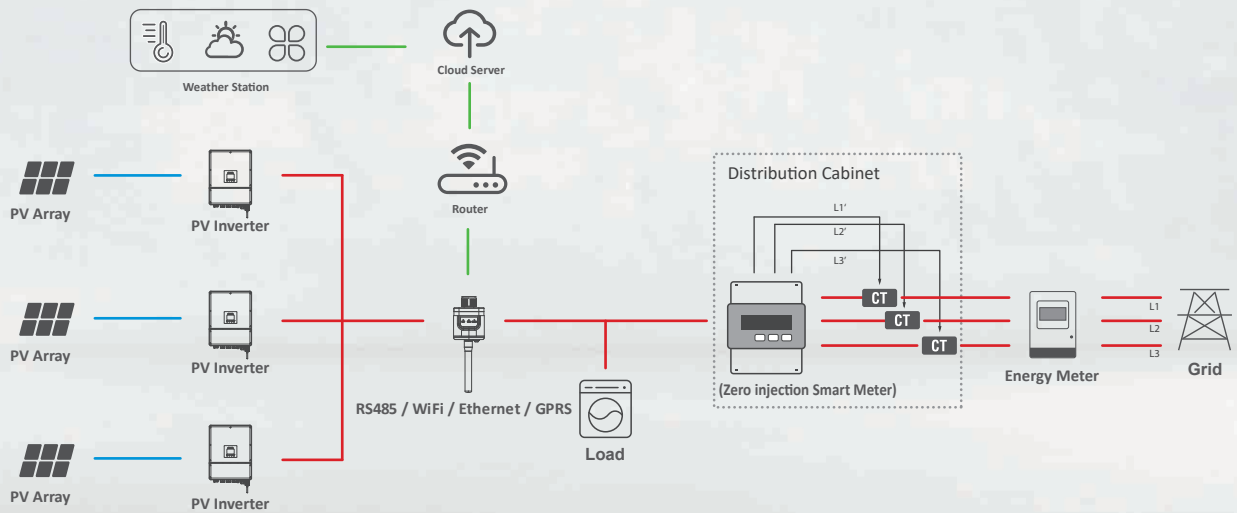 Weather Station
Cloud Server
Router
PV Array
PV Inverter
PV Array
PV Inverter
PV Array
PV Inverter
RS485 / WiFi / Ethernet / GPRS
Load
Distribution Cabinet
L1'
L2'
L3'
CT
CT
CT
(Zero injection Smart Meter)
Energy Meter
L1
L2
L3
Grid